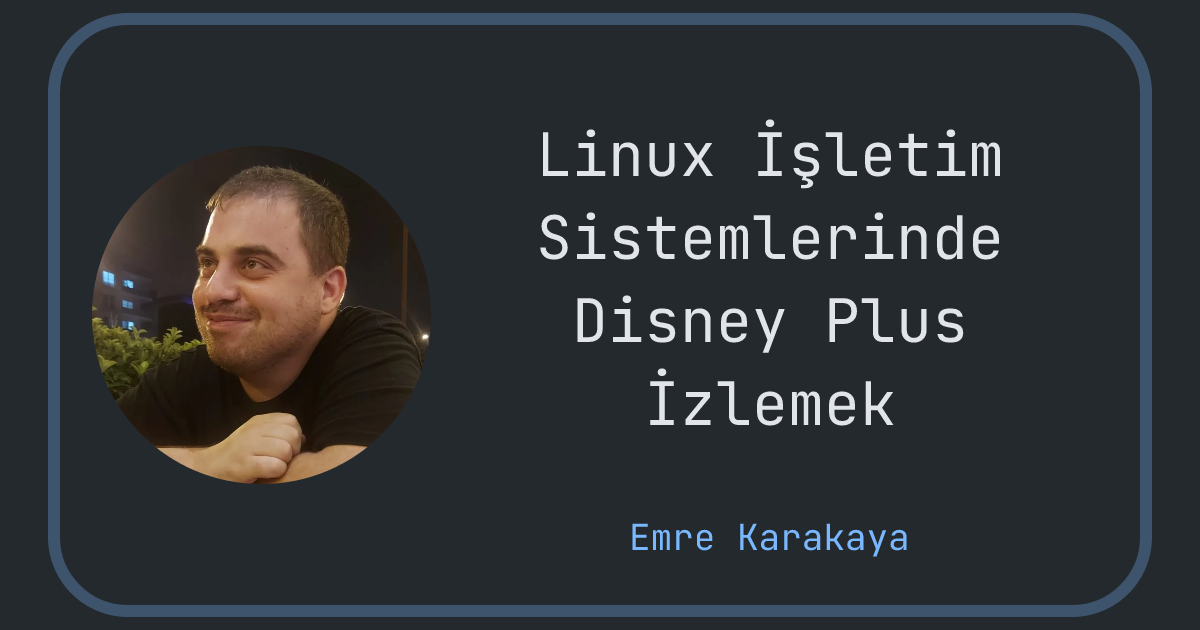 Linux İşletim
Sistemlerinde
Disney Plus
İzlemek
Emre Karakaya